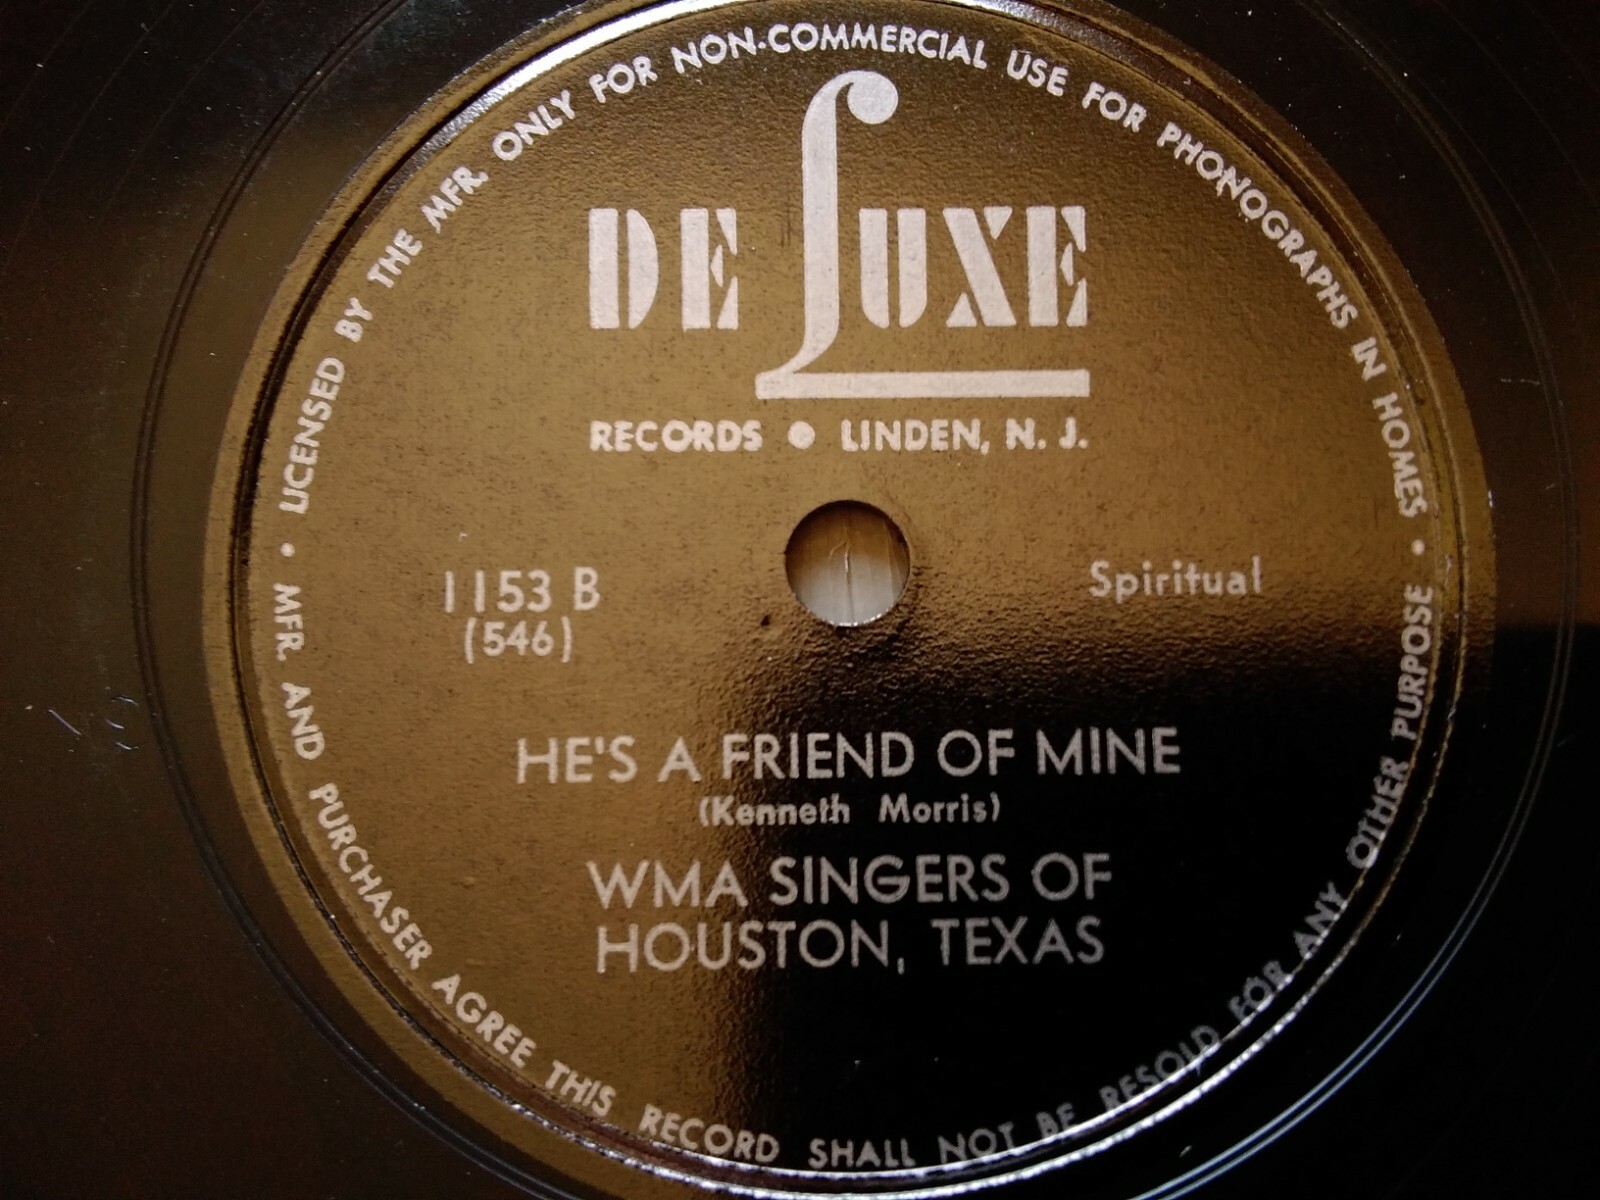 LICENSED BY THE MFR. ONLY FOR NON-COMMERCIAL USE FOR PHONOGRAPHS IN HOMES •
DE LUXE
RECORDS • LINDEN, N. J.
1153 B
(546)
Spiritual
HE'S A FRIEND OF MINE
(Kenneth Morris)
WMA SINGERS OF
HOUSTON, TEXAS
• MFR. AND PURCHASER AGREE THIS RECORD SHALL NOT BE RESOLD FOR ANY OTHER PURPOSE